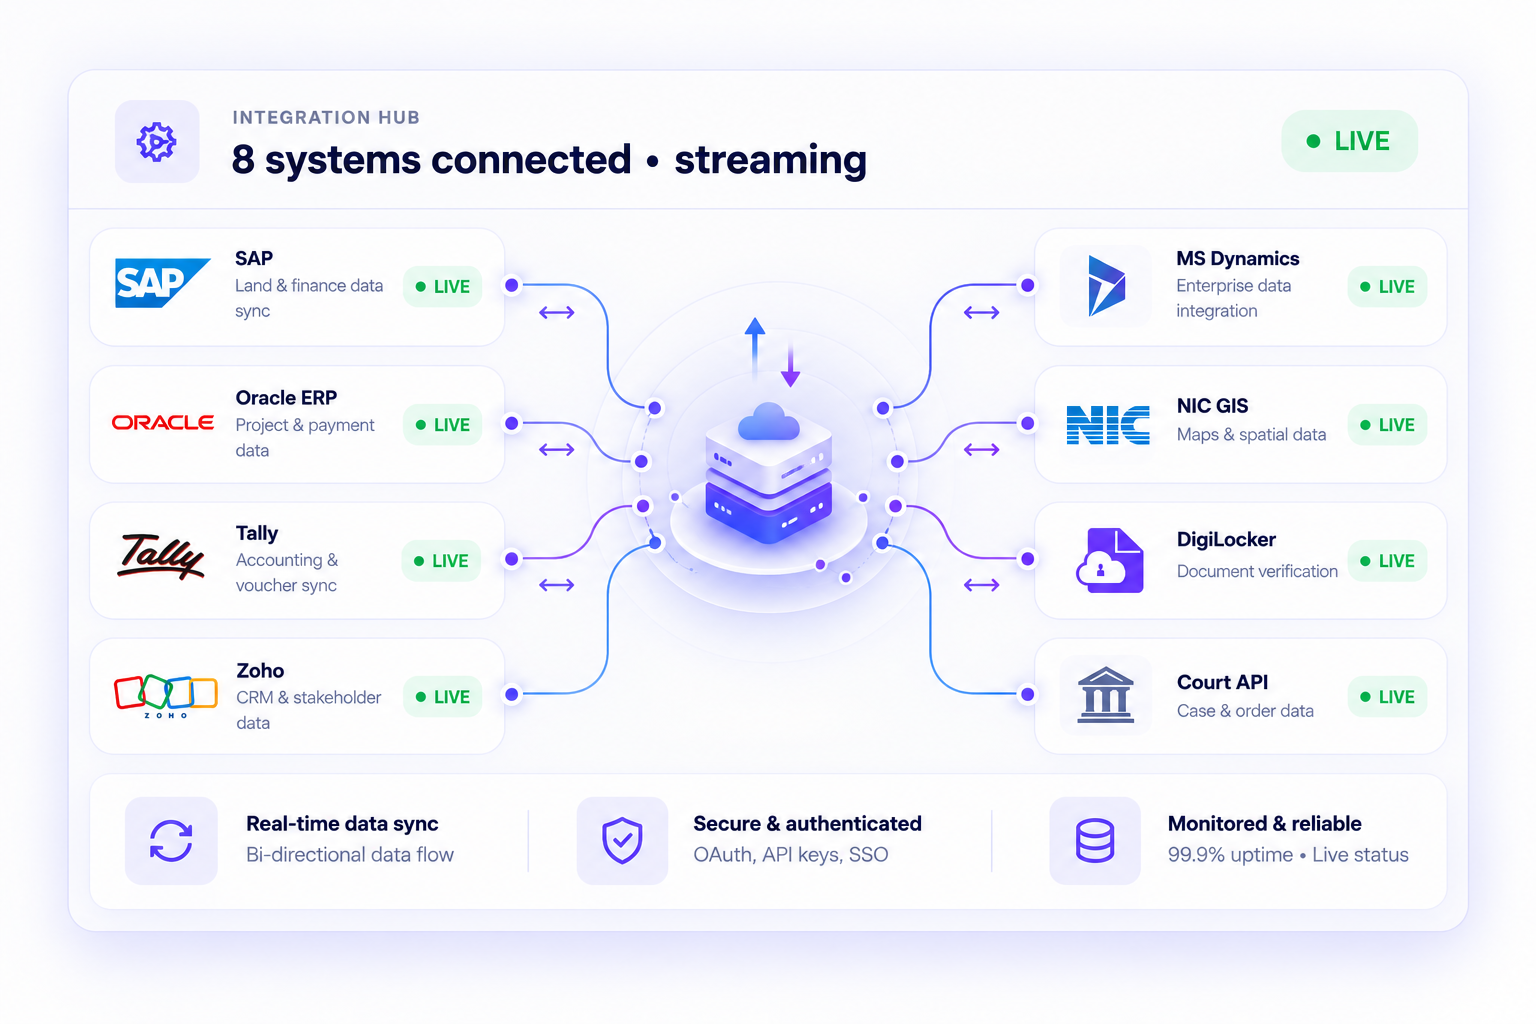 INTEGRATION HUB
8 systems connected • streaming
LIVE
SAP
SAP
Land & finance data
sync
LIVE
ORACLE
Oracle ERP
Project & payment
data
LIVE
Tally
Tally
Accounting &
voucher sync
LIVE
ZOHO
Zoho
CRM & stakeholder
data
LIVE
MS Dynamics
Enterprise data
integration
LIVE
NIC
NIC GIS
Maps & spatial data
LIVE
DigiLocker
Document verification
LIVE
Court API
Case & order data
LIVE
Real-time data sync
Bi-directional data flow
Secure & authenticated
OAuth, API keys, SSO
Monitored & reliable
99.9% uptime • Live status